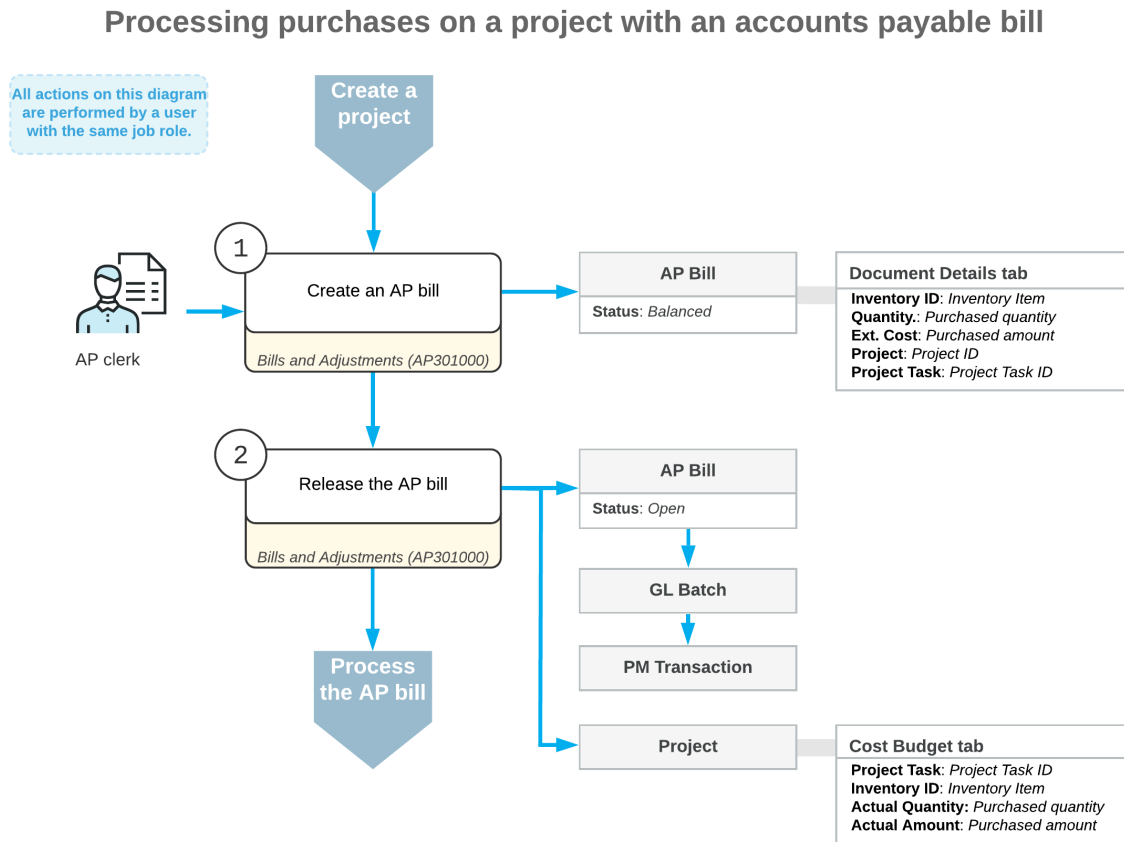 Processing purchases on a project with an accounts payable bill
All actions on this diagram
are performed by a user
with the same job role.
Create a
project
1
Create an AP bill
Bills and Adjustments (AP301000)
AP clerk
AP Bill
Status: Balanced
Document Details tab
Inventory ID: Inventory Item
Quantity.: Purchased quantity
Ext. Cost: Purchased amount
Project: Project ID
Project Task: Project Task ID
2
Release the AP bill
Bills and Adjustments (AP301000)
AP Bill
Status: Open
GL Batch
PM Transaction
Process
the AP bill
Project
Cost Budget tab
Project Task: Project Task ID
Inventory ID: Inventory Item
Actual Quantity: Purchased quantity
Actual Amount: Purchased amount